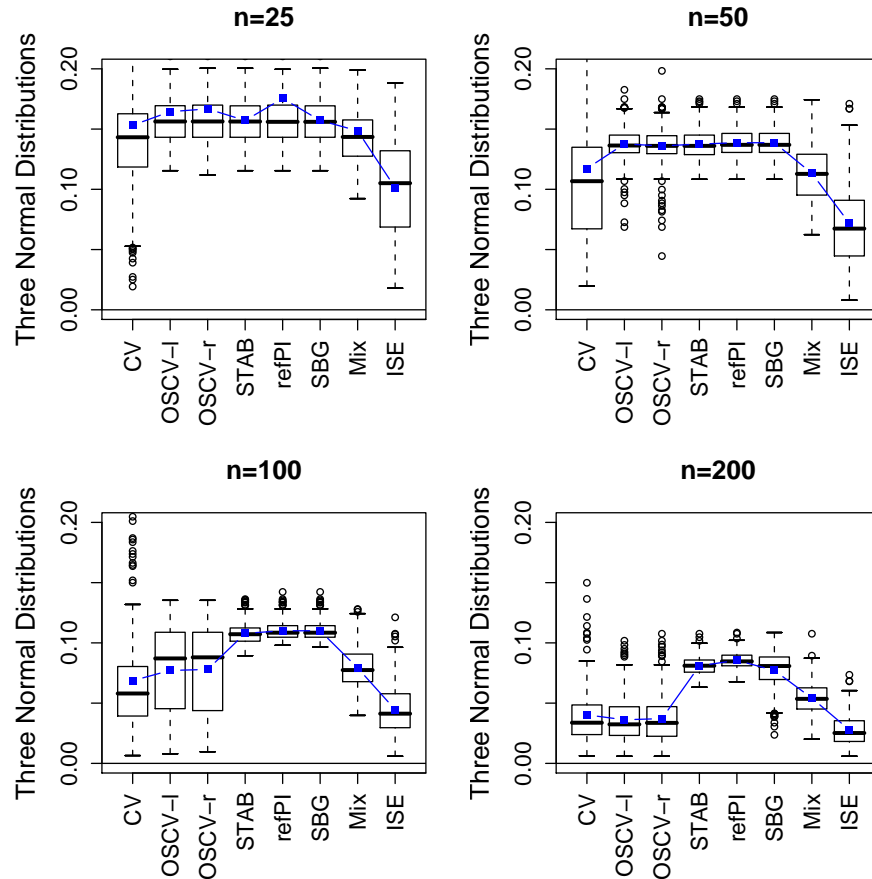 n=25
Three Normal Distributions
0.00 0.10 0.20
CV OSCV−l OSCV−r STAB refPI SBG Mix ISE
n=50
Three Normal Distributions
0.00 0.10 0.20
CV OSCV−l OSCV−r STAB refPI SBG Mix ISE
n=100
Three Normal Distributions
0.00 0.10 0.20
CV OSCV−l OSCV−r STAB refPI SBG Mix ISE
n=200
Three Normal Distributions
0.00 0.10 0.20
CV OSCV−l OSCV−r STAB refPI SBG Mix ISE